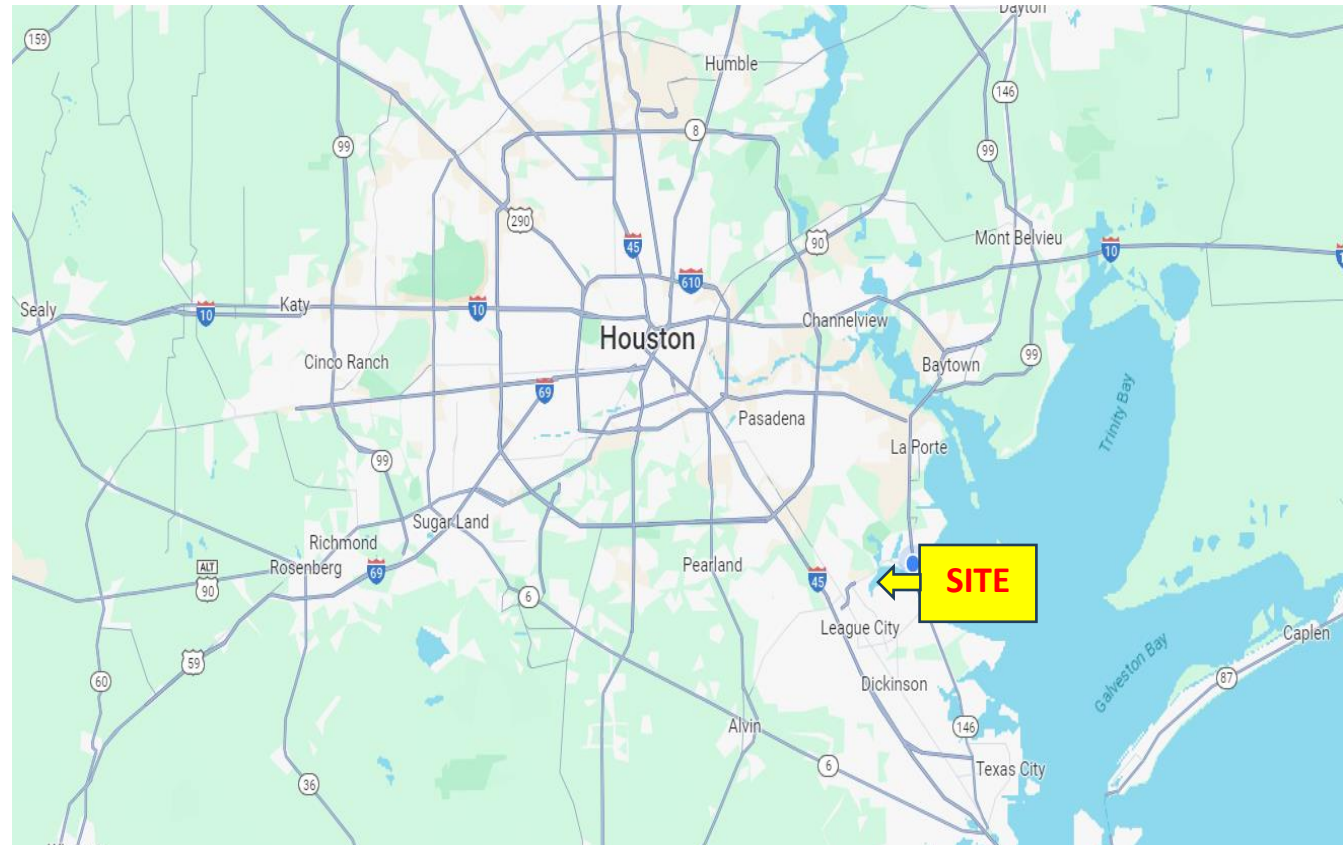 Dayton
159
Humble
146
8
99
99
290
45
90
Mont Belvieu
10
610
Sealy
10
Katy
10
Channelview
Houston
Cinco Ranch
Baytown
99
69
Trinity Bay
Pasadena
La Porte
99
Sugar Land
Richmond
Rosenberg
ALT
90
69
Pearland
45
SITE
6
League City
Caplen
59
87
60
Dickinson
Galveston Bay
Alvin
146
6
Texas City
36